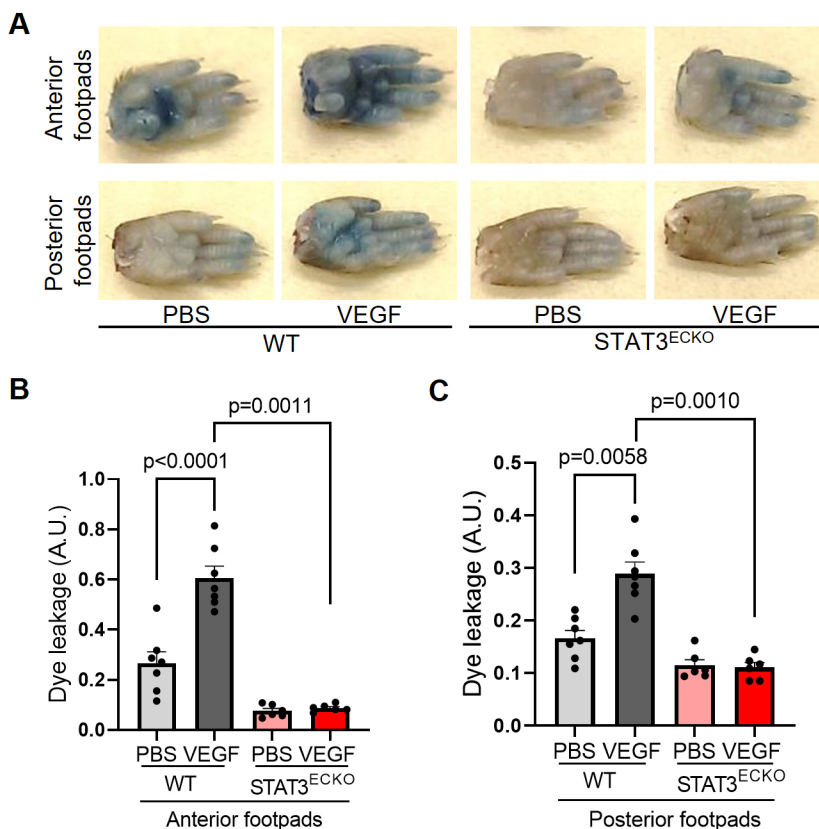 A
Anterior
footpads
Posterior
footpads
PBS VEGF PBS VEGF
WT STAT3ECKO
B
p=0.0011
p<0.0001
Dye leakage (A.U.)
1.0
0.8
0.6
0.4
0.2
0.0
PBS VEGF PBS VEGF
WT STAT3ECKO
Anterior footpads
C
p=0.0010
p=0.0058
Dye leakage (A.U.)
0.5
0.4
0.3
0.2
0.1
0.0
PBS VEGF PBS VEGF
WT STAT3ECKO
Posterior footpads